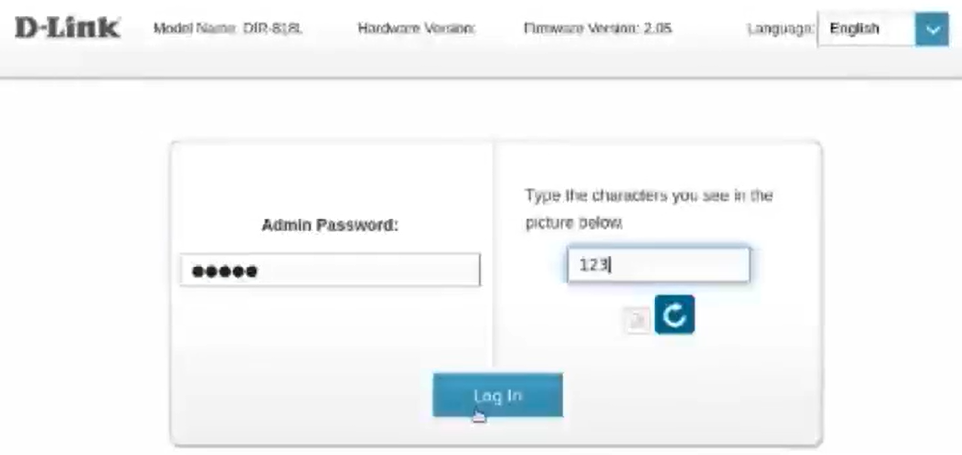 D-Link
Model Name: DIR-818L
Hardware Version:
Firmware Version: 2.05
Language:
English
Admin Password:
Type the characters you see in the
picture below.
123
Log In